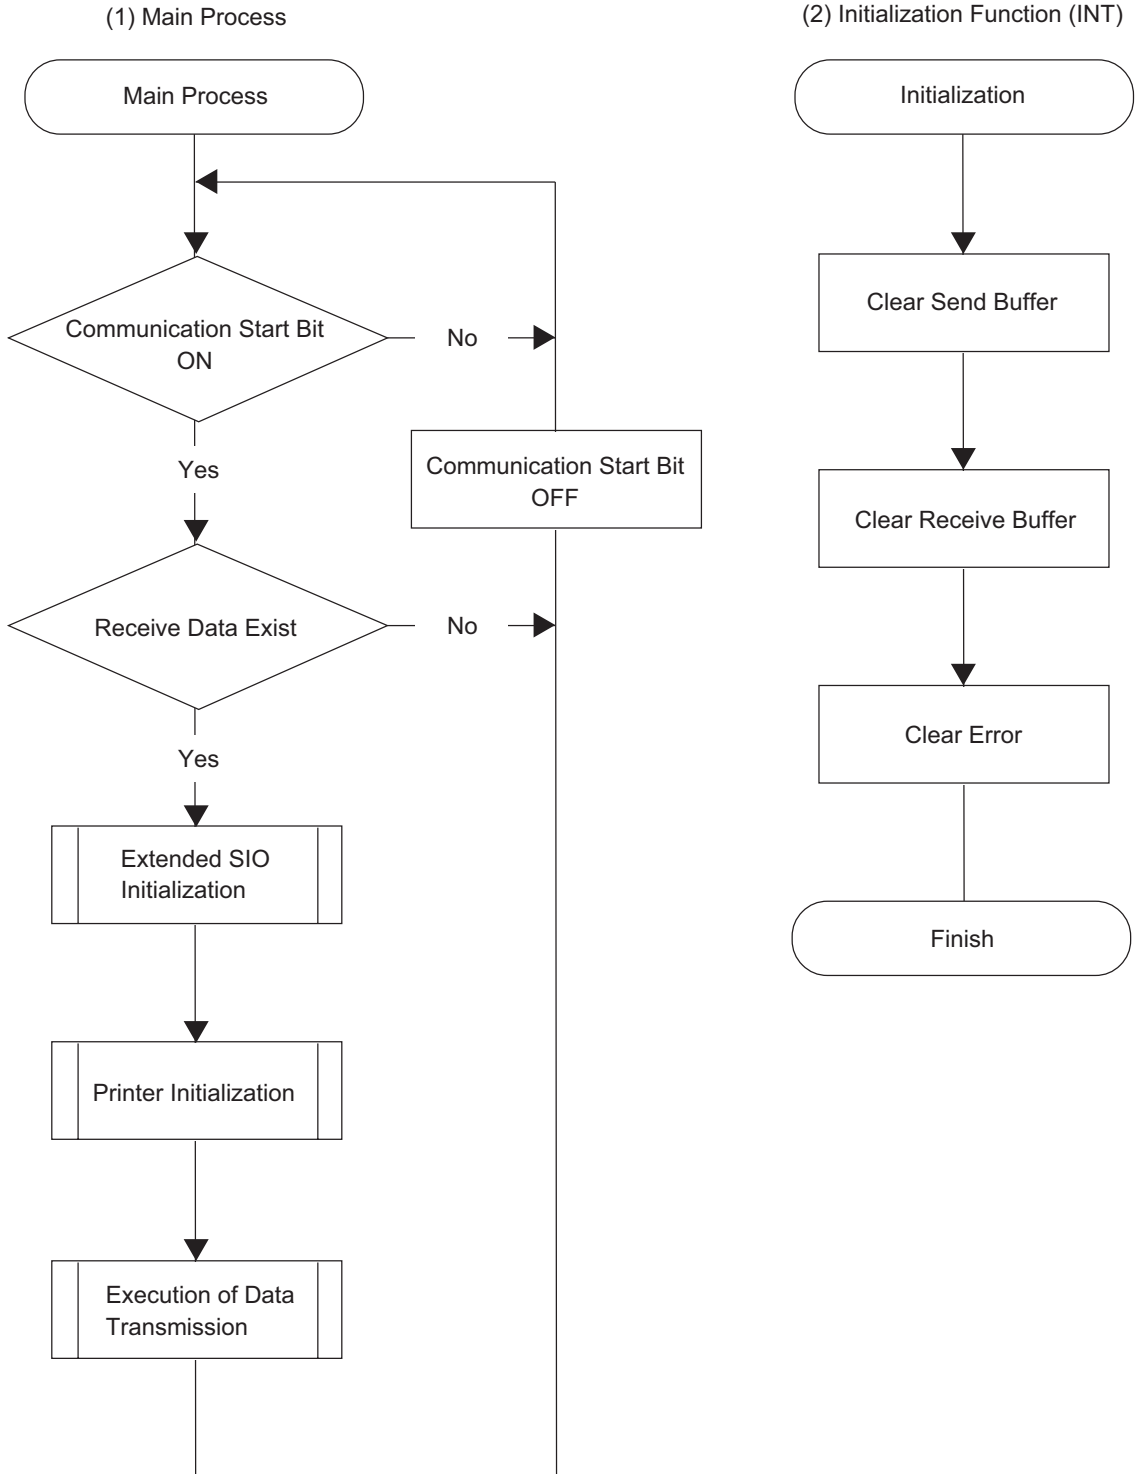 (1) Main Process
Main Process
Communication Start Bit
ON
No
Yes
Communication Start Bit
OFF
Receive Data Exist
No
Yes
Extended SIO
Initialization
Printer Initialization
Execution of Data
Transmission
(2) Initialization Function (INT)
Initialization
Clear Send Buffer
Clear Receive Buffer
Clear Error
Finish